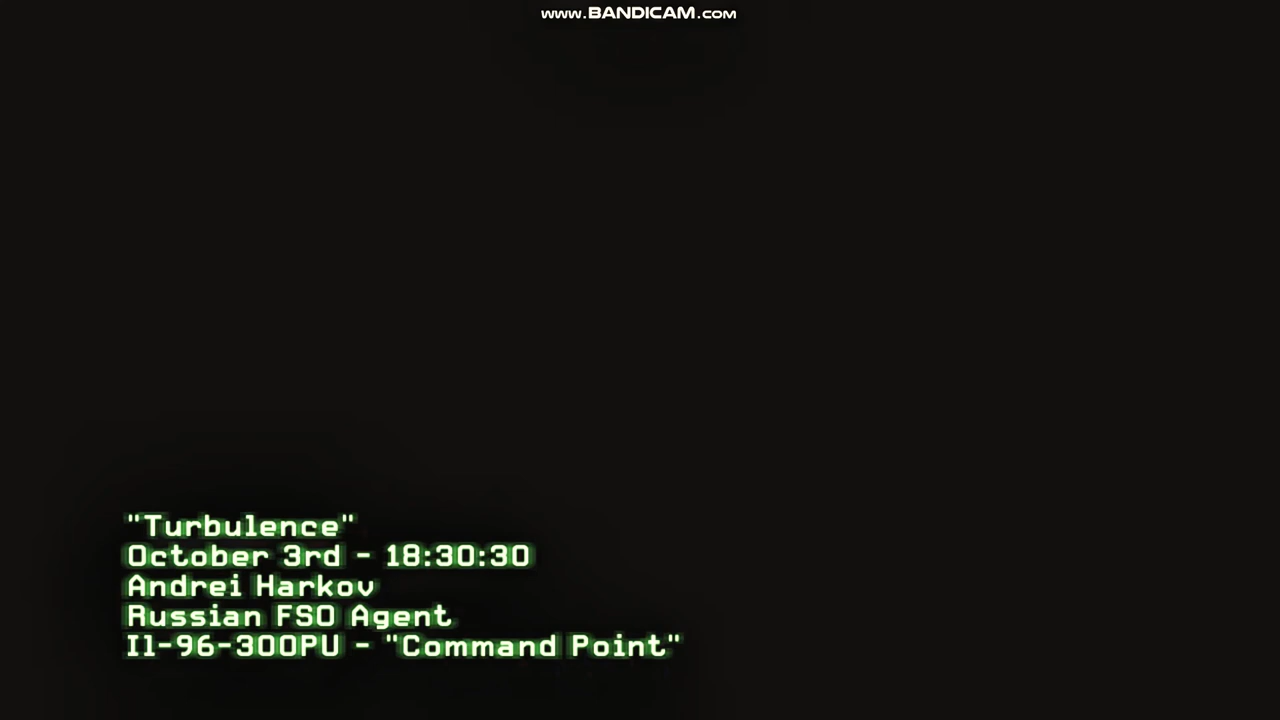 www.BANDICAM.com
"Turbulence"
October 3rd - 18:30:30
Andrei Harkov
Russian FSO Agent
Il-96-300PU - "Command Point"